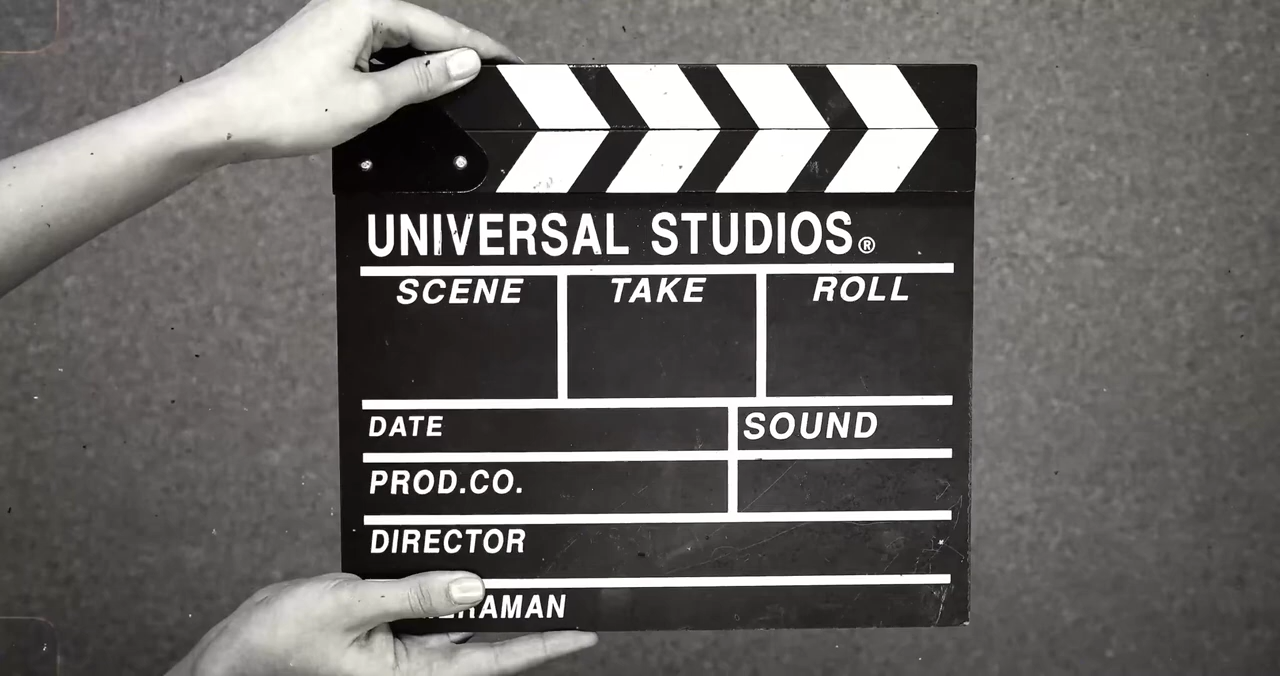 UNIVERSAL STUDIOS®
SCENE TAKE ROLL
DATE SOUND
PROD.CO.
DIRECTOR